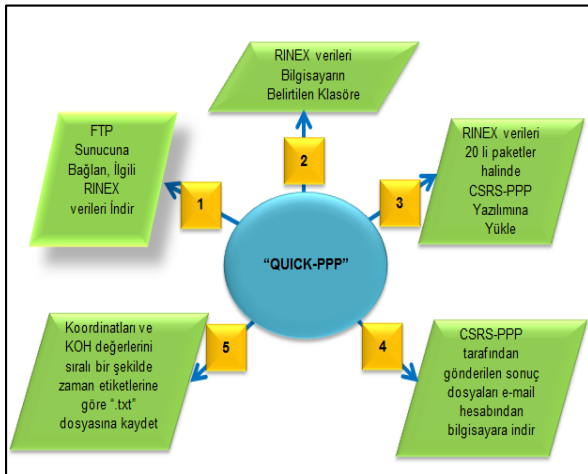 "QUICK-PPP"
1
FTP
Sunucuna
Bağlan, İlgili
RINEX
verileri İndir
2
RINEX verileri
Bilgisayarın
Belirtilen Klasöre
3
RINEX verileri
20 li paketler
halinde
CSRS-PPP
Yazılımına
Yükle
4
CSRS-PPP
tarafından
gönderilen sonuç
dosyaları e-mail
hesabından
bilgisayara indir
5
Koordinatları ve
KOH değerlerini
sıralı bir şekilde
zaman etiketlerine
göre ".txt"
dosyasına kaydet